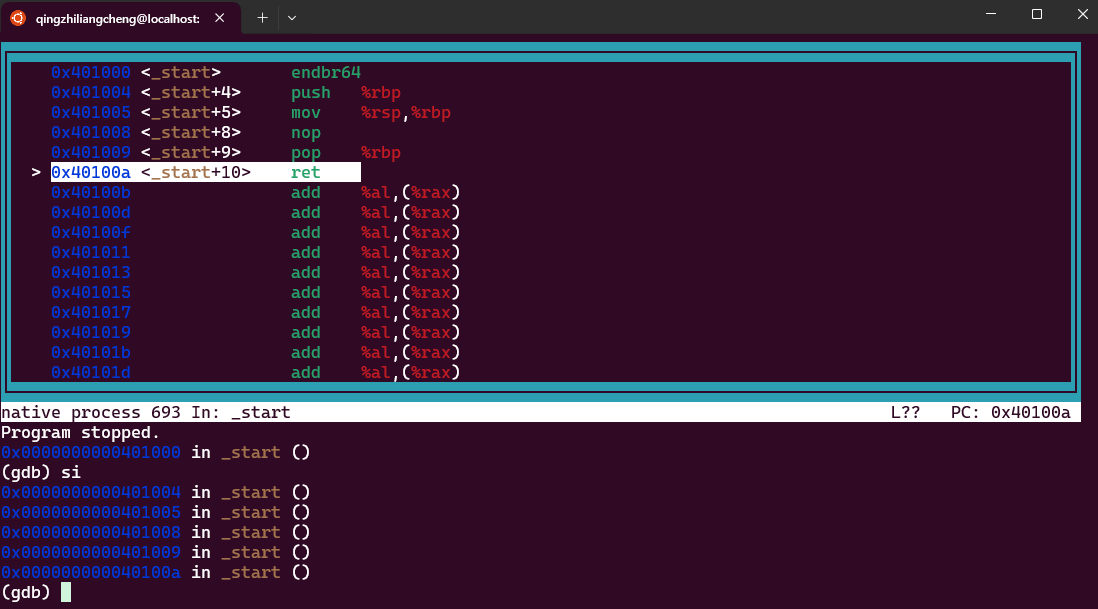 qingzhiliangcheng@localhost:
0x401000 <_start> endbr64
0x401004 <_start+4> push %rbp
0x401005 <_start+5> mov %rsp,%rbp
0x401008 <_start+8> nop
0x401009 <_start+9> pop %rbp
> 0x40100a <_start+10> ret
0x40100b add %al,(%rax)
0x40100d add %al,(%rax)
0x40100f add %al,(%rax)
0x401011 add %al,(%rax)
0x401013 add %al,(%rax)
0x401015 add %al,(%rax)
0x401017 add %al,(%rax)
0x401019 add %al,(%rax)
0x40101b add %al,(%rax)
0x40101d add %al,(%rax)
native process 693 In: _start L?? PC: 0x40100a
Program stopped.
0x0000000000401000 in _start ()
(gdb) si
0x0000000000401004 in _start ()
0x0000000000401005 in _start ()
0x0000000000401008 in _start ()
0x0000000000401009 in _start ()
0x000000000040100a in _start ()
(gdb)